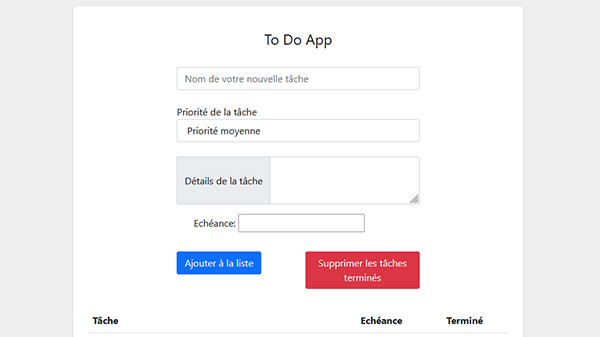 To Do App
Nom de votre nouvelle tâche
Priorité de la tâche
Priorité moyenne
Détails de la tâche
Echéance:
Ajouter à la liste
Supprimer les tâches
terminés
Tâche Echéance Terminé